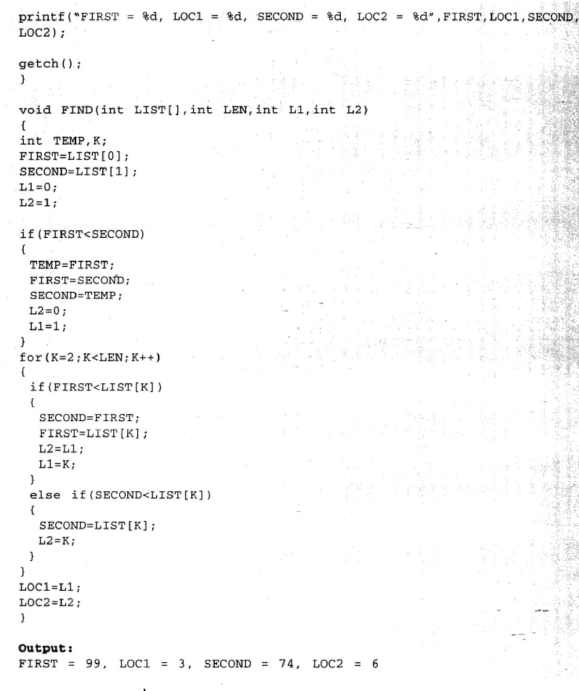 printf("FIRST = %d, LOC1 = %d, SECOND = %d, LOC2 = %d",FIRST,LOC1,SECOND,
LOC2);
getch();
}
void FIND(int LIST[],int LEN,int L1,int L2)
{
int TEMP,K;
FIRST=LIST[0];
SECOND=LIST[1];
L1=0;
L2=1;
if(FIRST<SECOND)
{
TEMP=FIRST;
FIRST=SECOND;
SECOND=TEMP;
L2=0;
L1=1;
}
for(K=2;K<LEN;K++)
{
if(FIRST<LIST[K])
{
SECOND=FIRST;
FIRST=LIST[K];
L2=L1;
L1=K;
}
else if(SECOND<LIST[K])
{
SECOND=LIST[K];
L2=K;
}
}
LOC1=L1;
LOC2=L2;
}
Output:
FIRST = 99, LOC1 = 3, SECOND = 74, LOC2 = 6